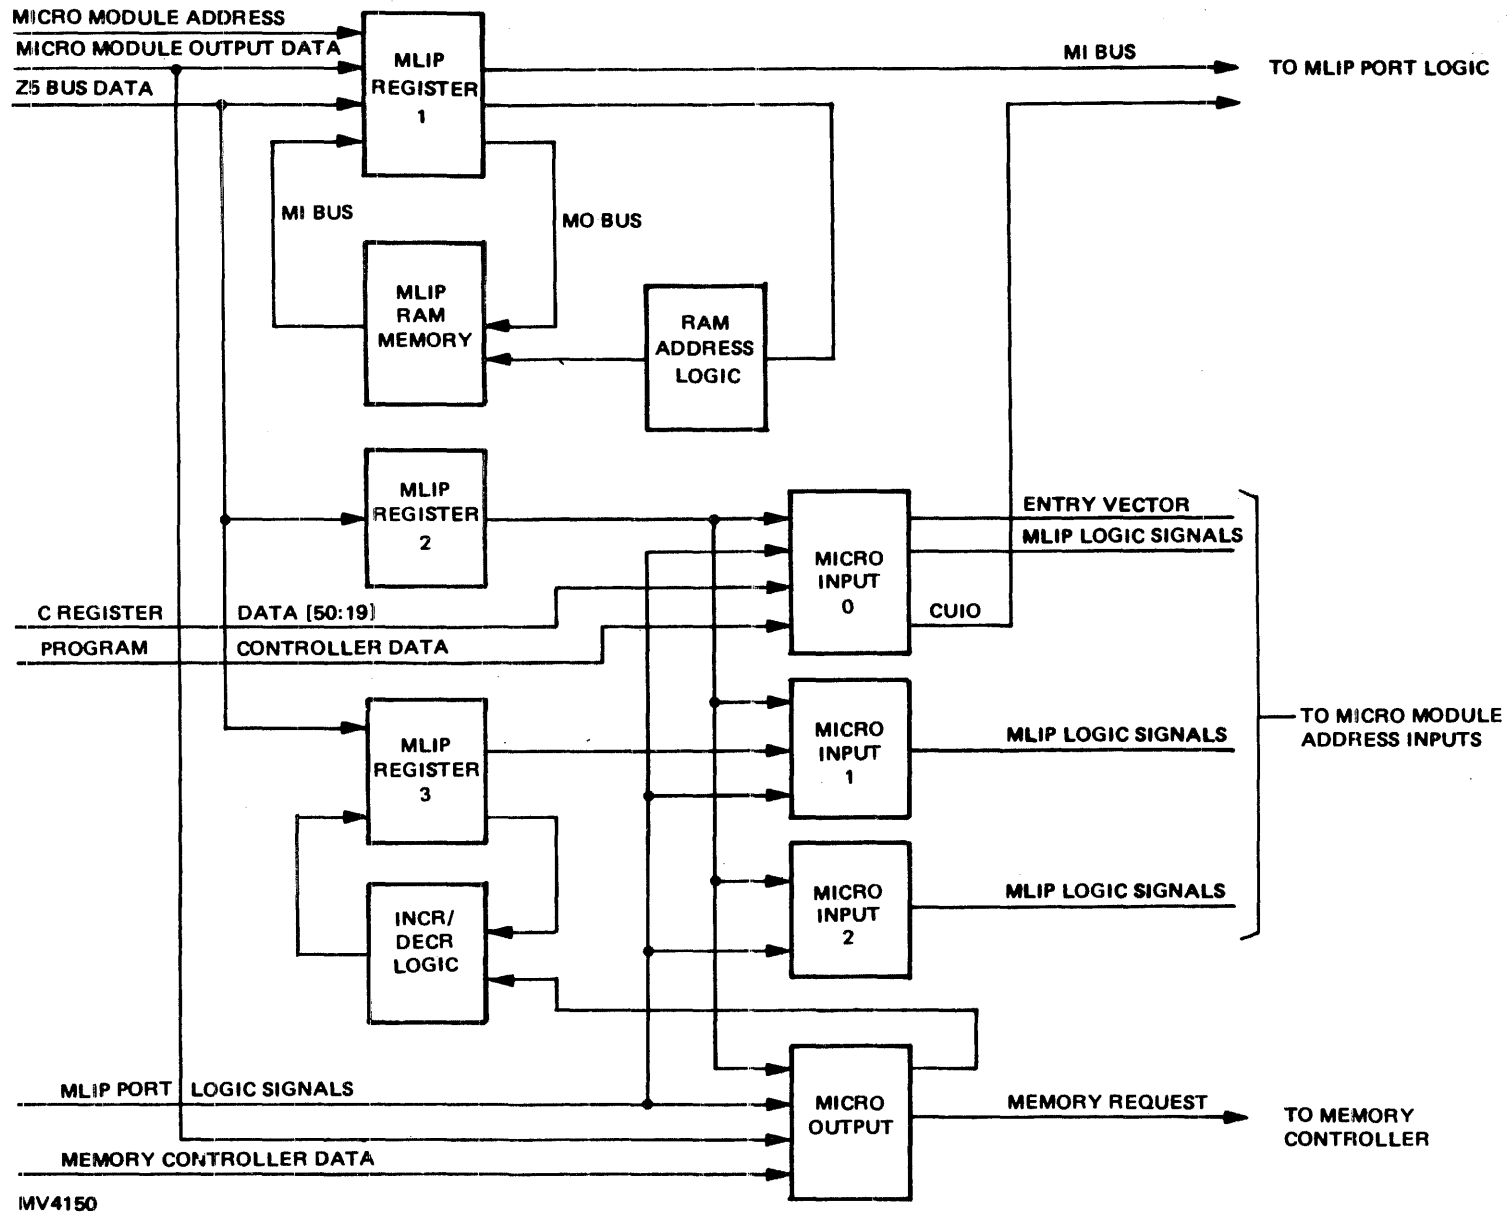 MICRO MODULE ADDRESS
MICRO MODULE OUTPUT DATA
Z5 BUS DATA
MLIP
REGISTER
1
MI BUS
TO MLIP PORT LOGIC
MI BUS
MO BUS
MLIP
RAM
MEMORY
RAM
ADDRESS
LOGIC
MLIP
REGISTER
2
MICRO
INPUT
0
ENTRY VECTOR
MLIP LOGIC SIGNALS
CUIO
C REGISTER DATA [50:19]
PROGRAM CONTROLLER DATA
MLIP
REGISTER
3
MICRO
INPUT
1
MLIP LOGIC SIGNALS
TO MICRO MODULE
ADDRESS INPUTS
INCR/
DECR
LOGIC
MICRO
INPUT
2
MLIP LOGIC SIGNALS
MLIP PORT LOGIC SIGNALS
MICRO
OUTPUT
MEMORY REQUEST
TO MEMORY
CONTROLLER
MEMORY CONTROLLER DATA
MV4150